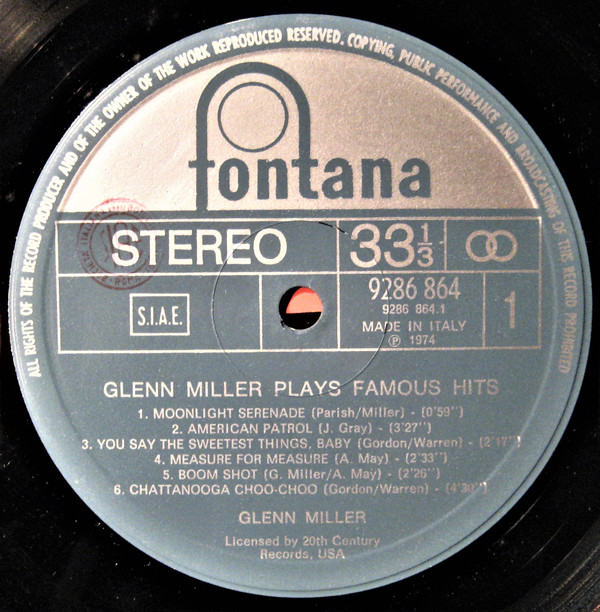 ALL RIGHTS OF THE RECORD PRODUCER AND OF THE OWNER OF THE WORK REPRODUCED RESERVED. COPYING, PUBLIC PERFORMANCE AND BROADCASTING OF THIS RECORD PROHIBITED
fontana
STEREO
33 1/3
S.I.A.E.
9286 864
9286 864.1
MADE IN ITALY
Ⓟ 1974
1
GLENN MILLER PLAYS FAMOUS HITS
1. MOONLIGHT SERENADE (Parish/Miller) - (0'59'')
2. AMERICAN PATROL (J. Gray) - (3'27'')
3. YOU SAY THE SWEETEST THINGS, BABY (Gordon/Warren) - (2'17'')
4. MEASURE FOR MEASURE (A. May) - (2'33'')
5. BOOM SHOT (G. Miller/A. May) - (2'26'')
6. CHATTANOOGA CHOO-CHOO (Gordon/Warren) - (4'30'')
GLENN MILLER
Licensed by 20th Century
Records, USA